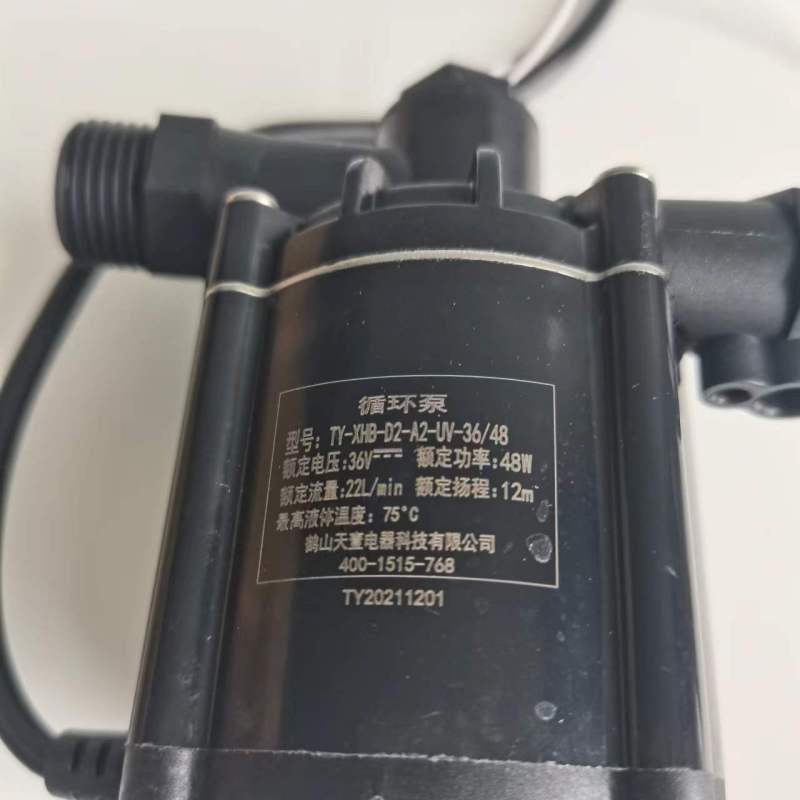 循环泵
型号：TY-XHB-D2-A2-UV-36/48
额定电压：36V⎓ 额定功率：48W
额定流量：22L/min 额定扬程：12m
最高液体温度：75°C
鹤山天董电器科技有限公司
400-1515-768
TY20211201